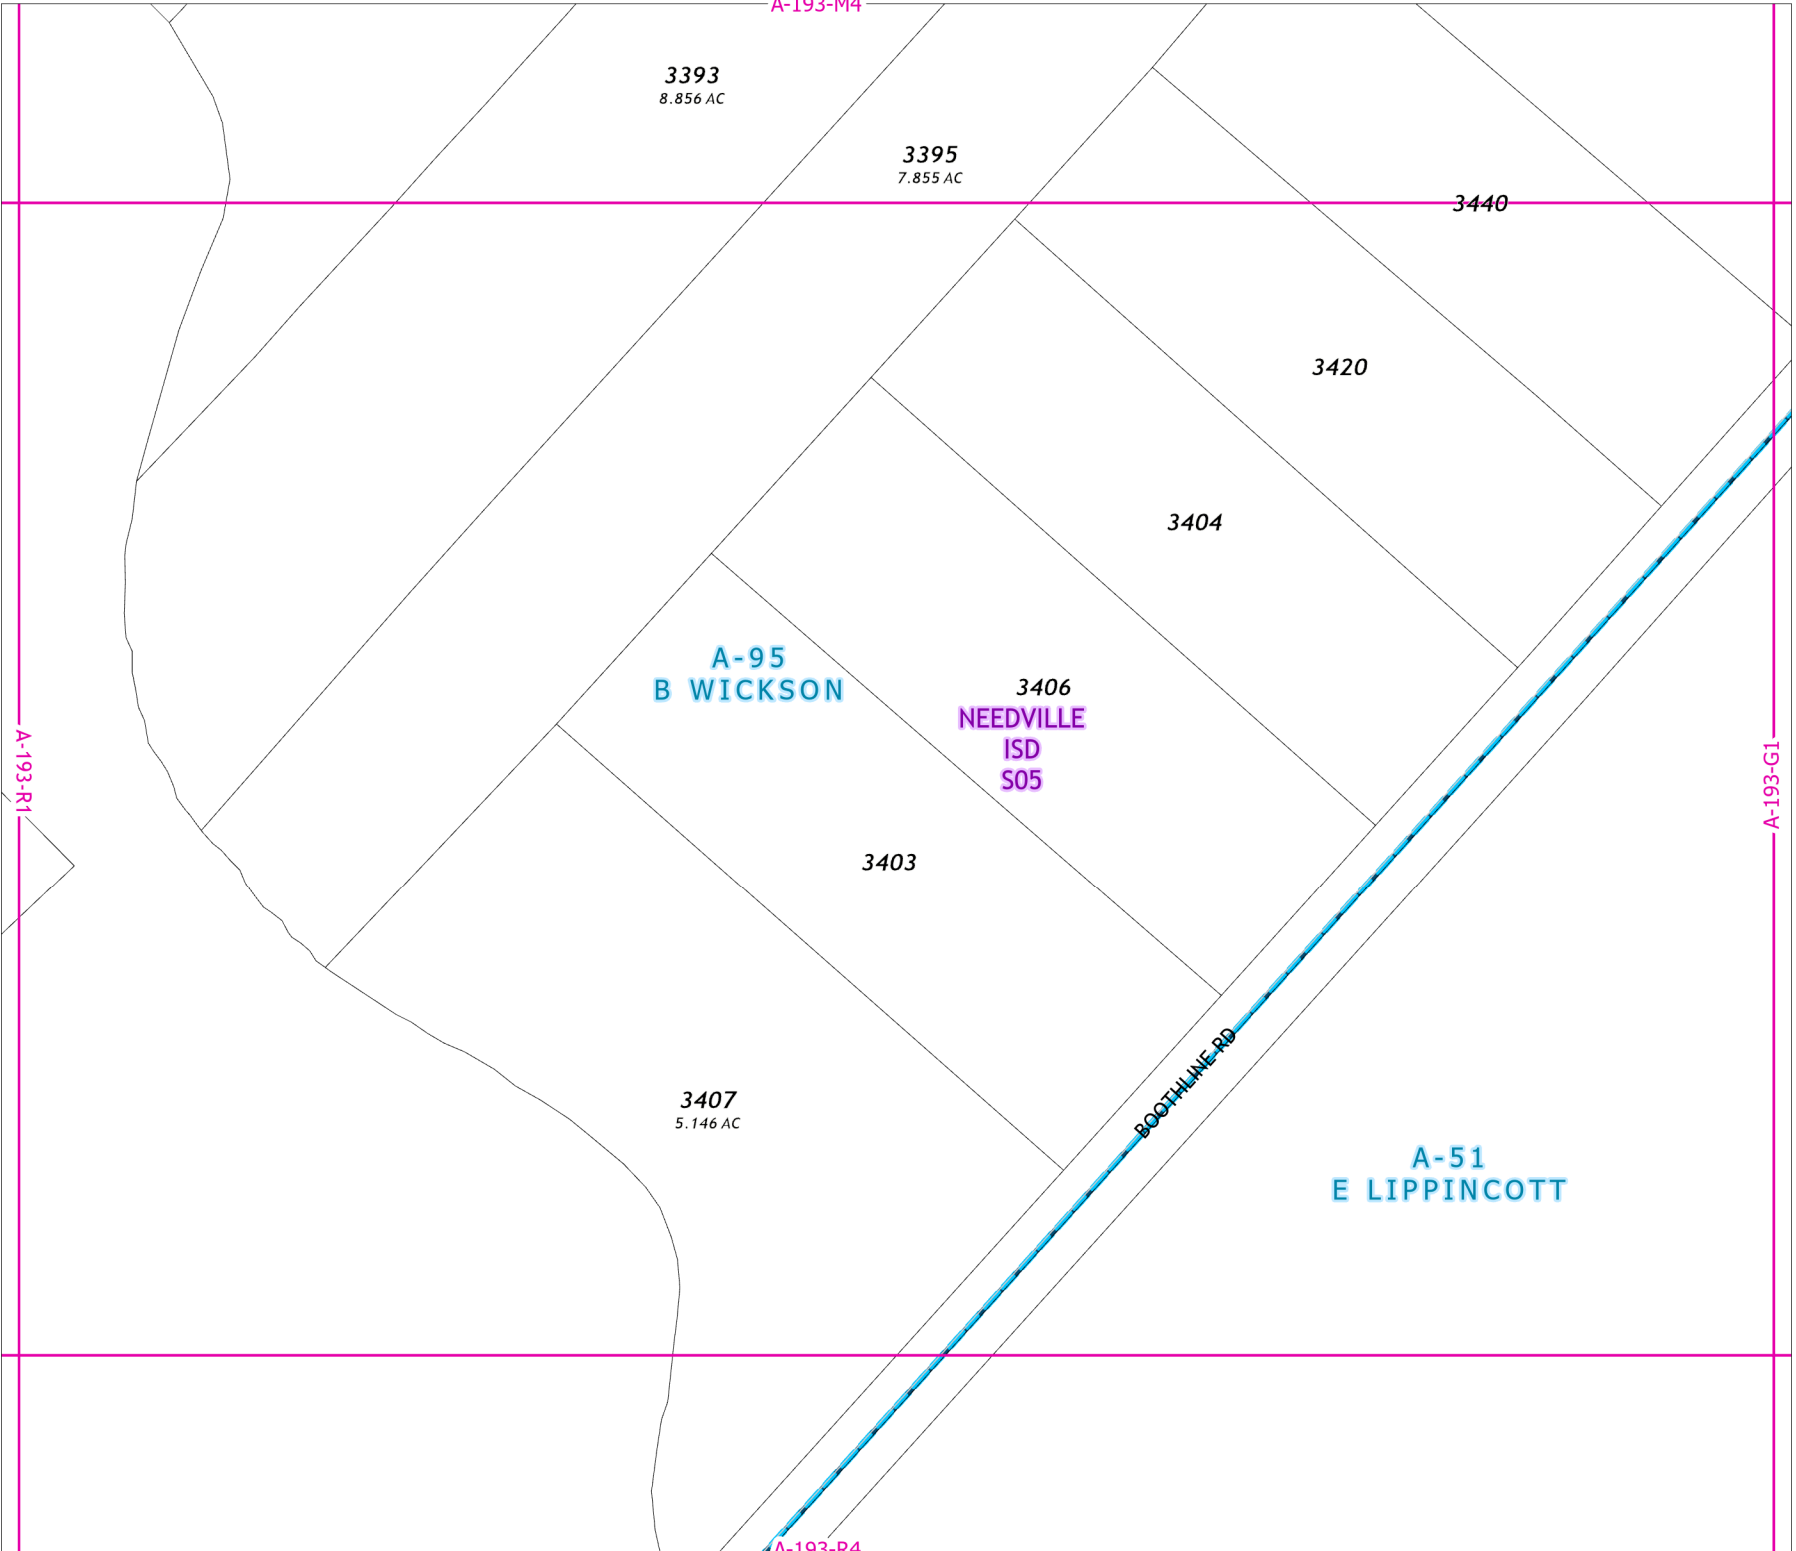 A-193-M4
3393
8.856 AC
3395
7.855 AC
3440
3420
3404
A-95
B WICKSON
3406
NEEDVILLE
ISD
S05
A-193-R1
A-193-G1
3403
BOOTHLINE RD
3407
5.146 AC
A-51
E LIPPINCOTT
A-193-R4